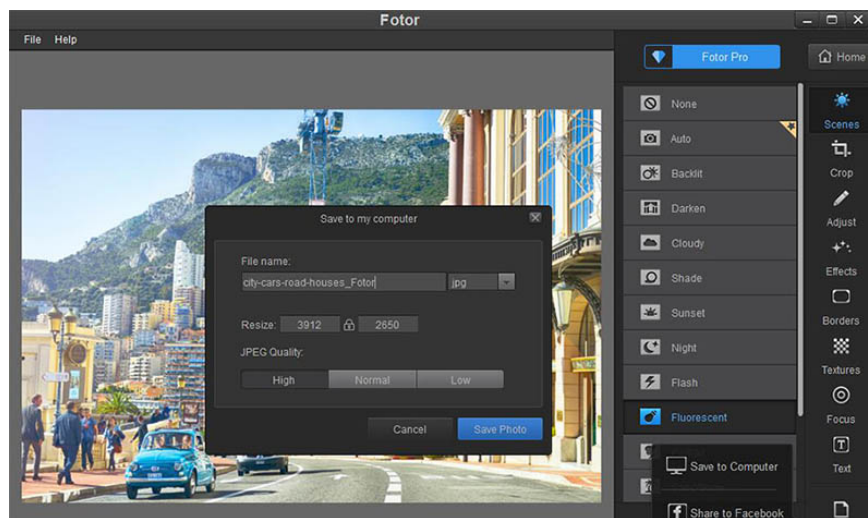 Fotor
File Help
Fotor Pro
Home
None
Auto
Backlit
Darken
Cloudy
Shade
Sunset
Night
Flash
Fluorescent
Scenes
Crop
Adjust
Effects
Borders
Textures
Focus
Text
Save to my computer
File name:
city-cars-road-houses_Fotor jpg
Resize: 3912 2650
JPEG Quality:
High Normal Low
Cancel Save Photo
Save to Computer
Share to Facebook